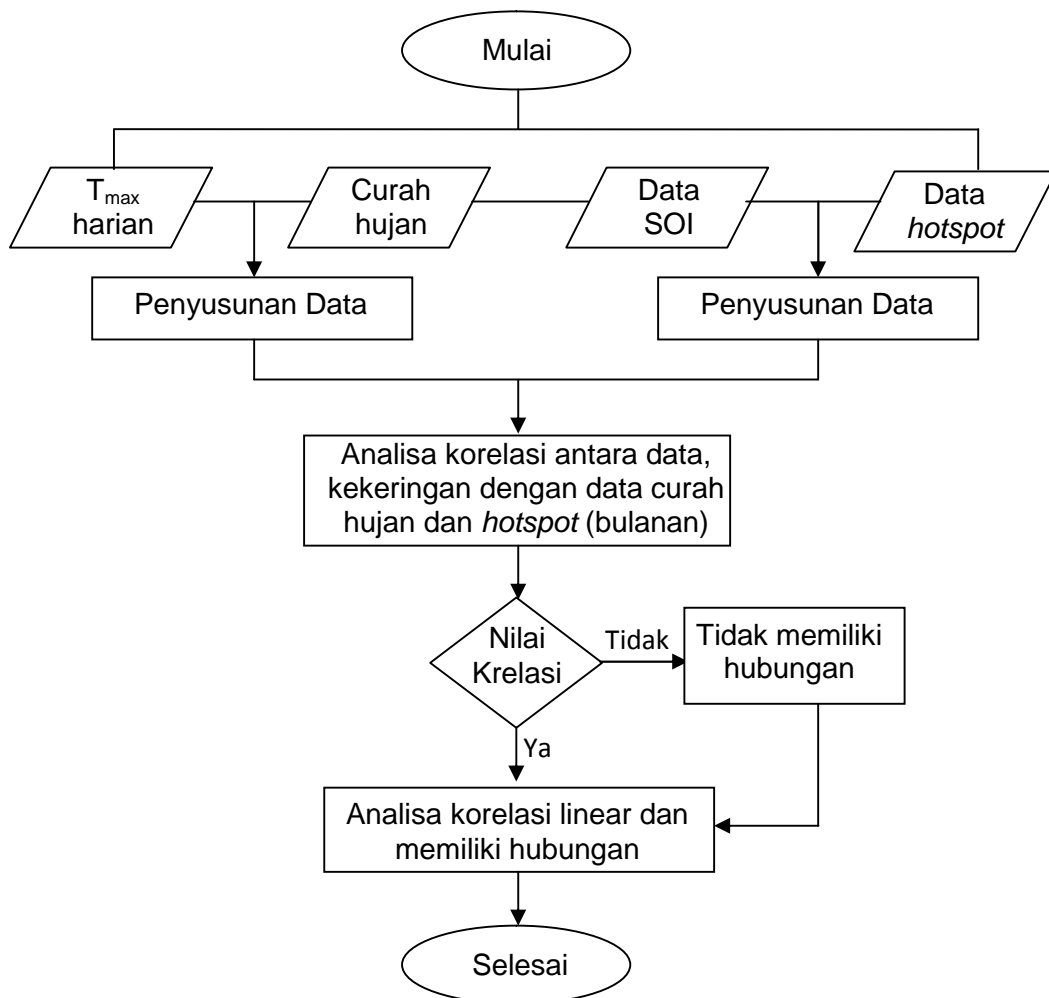 Mulai
Tmax
harian
Curah
hujan
Data
SOI
Data
hotspot
Penyusunan Data
Penyusunan Data
Analisa korelasi antara data,
kekeringan dengan data curah
hujan dan hotspot (bulanan)
Nilai
Krelasi
Tidak
Tidak memiliki
hubungan
Ya
Analisa korelasi linear dan
memiliki hubungan
Selesai